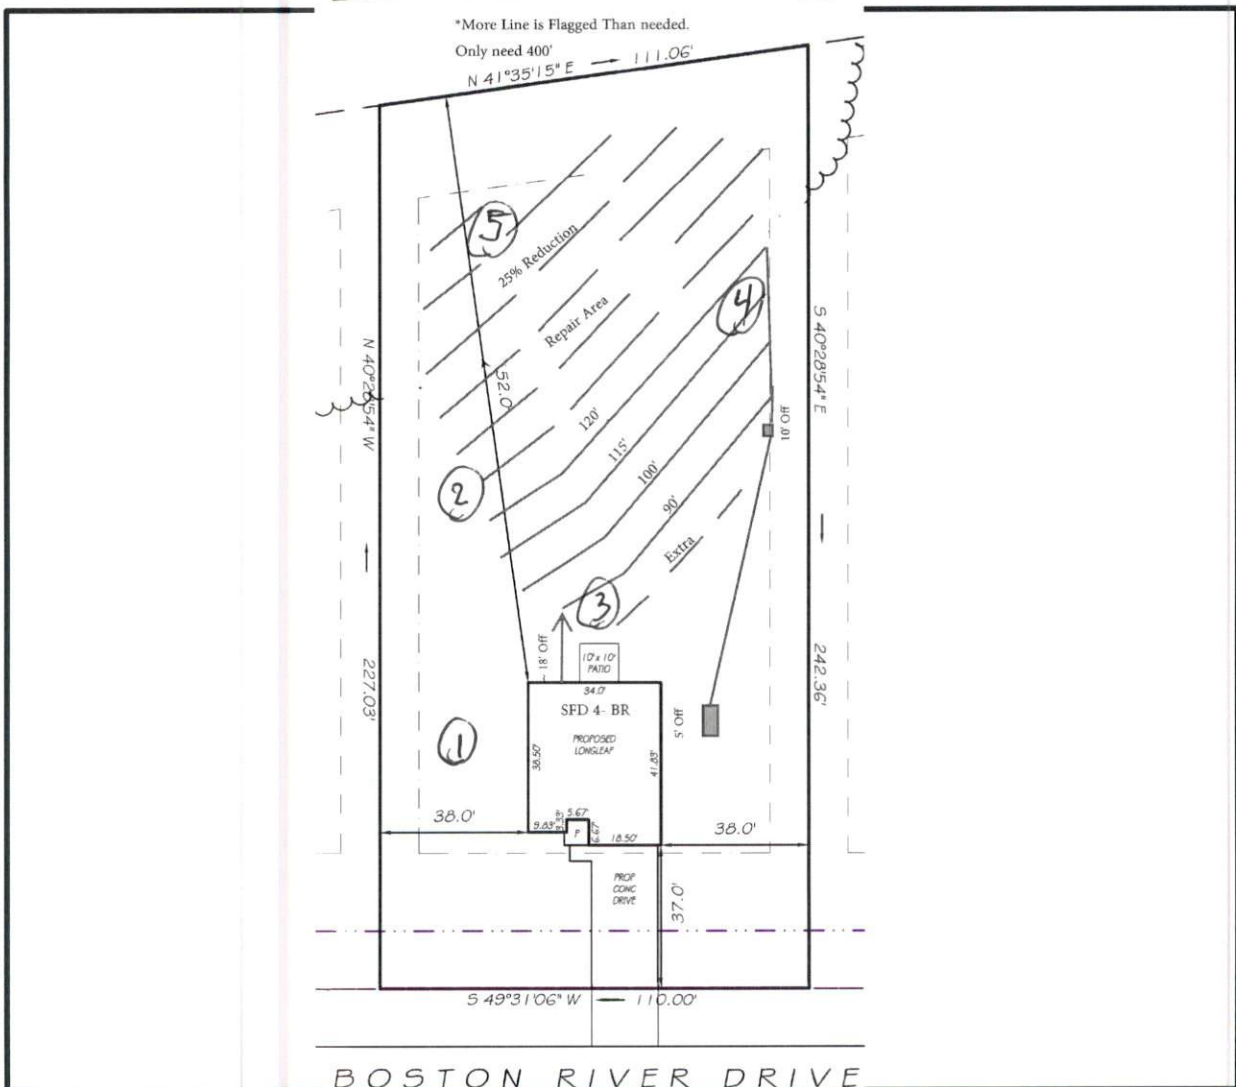 *More Line is Flagged Than needed.
Only need 400'
N 41°35'15" E
111.06'
5
25% Reduction
Repair Area
4
N 40°28'54" W
S 40°28'54" E
52.0'
120'
115'
100'
90'
10' Off
2
Extra
3
~ 18' Off
10' x 10'
PATIO
227.03'
242.36'
34.0'
SFD 4- BR
5' Off
PROPOSED
LONGLEAF
1
38.50'
41.83'
38.0'
9.83'
3.33'
5.67'
P
6.67'
18.50'
38.0'
PROP
CONC
DRIVE
37.0'
S 49°31'06" W
110.00'
BOSTON RIVER DRIVE